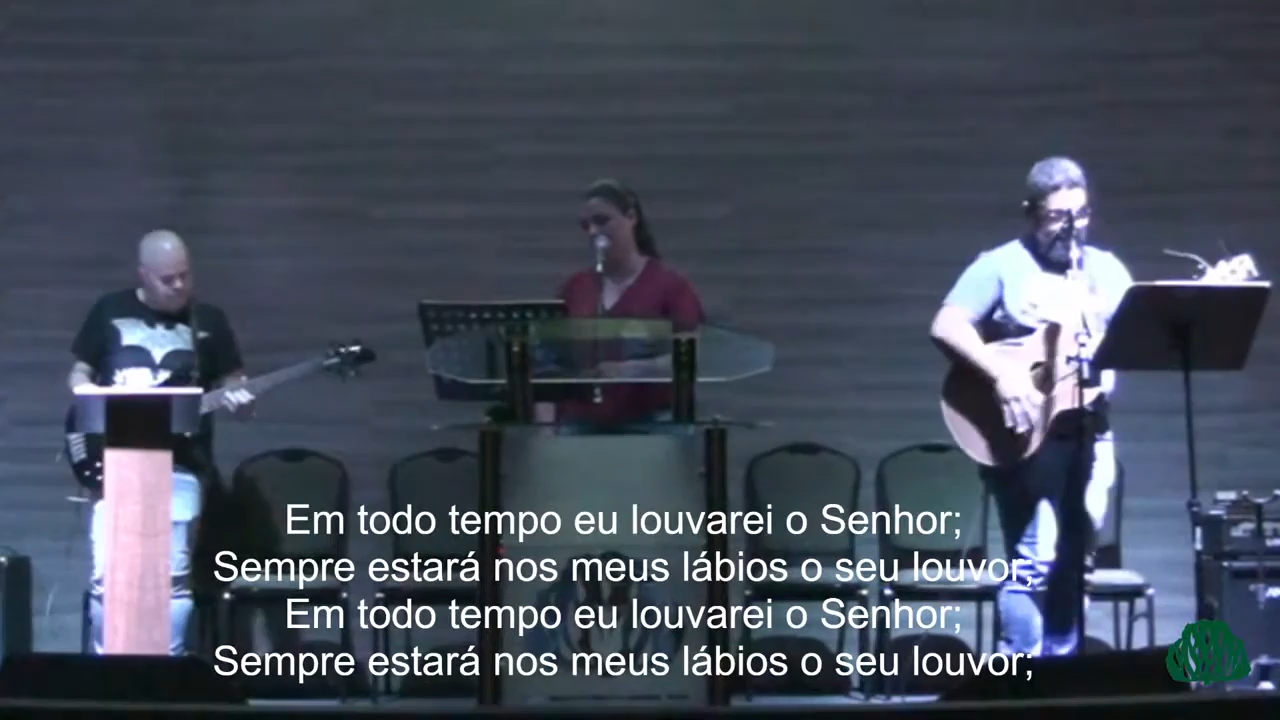 Em todo tempo eu louvarei o Senhor;
Sempre estará nos meus lábios o seu louvor;
Em todo tempo eu louvarei o Senhor;
Sempre estará nos meus lábios o seu louvor;